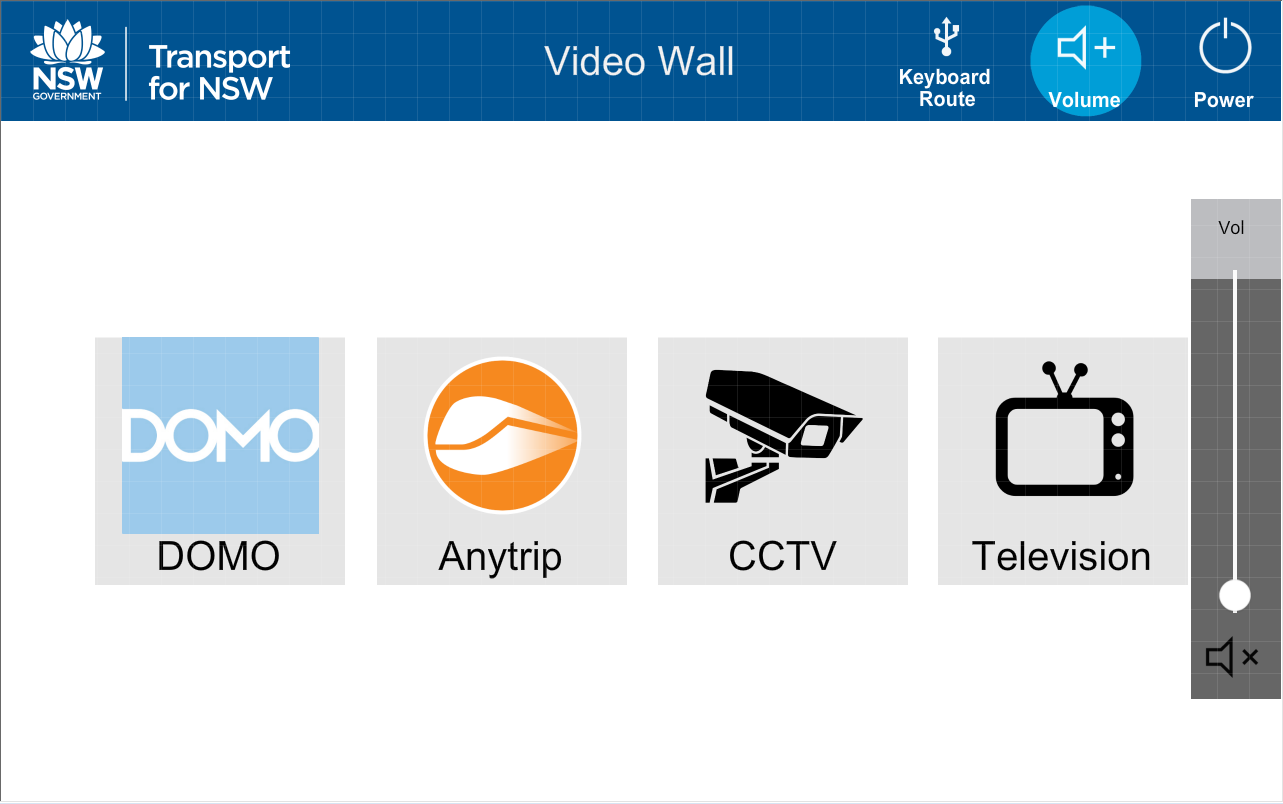 NSW
GOVERNMENT
Transport
for NSW
Video Wall
Keyboard
Route
Volume
Power
Vol
DOMO
DOMO
Anytrip
CCTV
Television